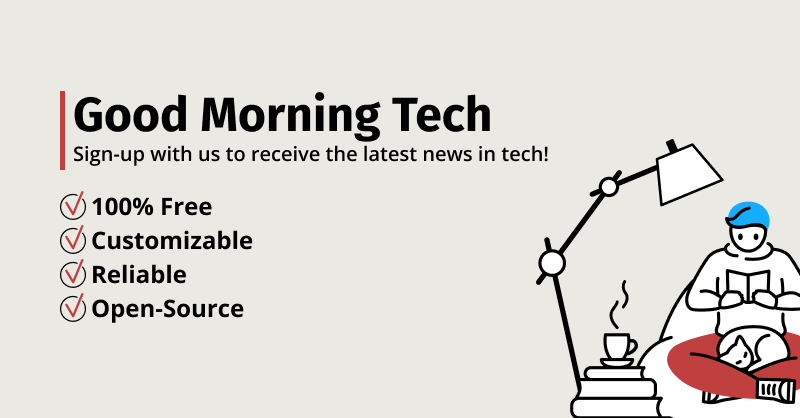 Good Morning Tech
Sign-up with us to receive the latest news in tech!
100% Free
Customizable
Reliable
Open-Source